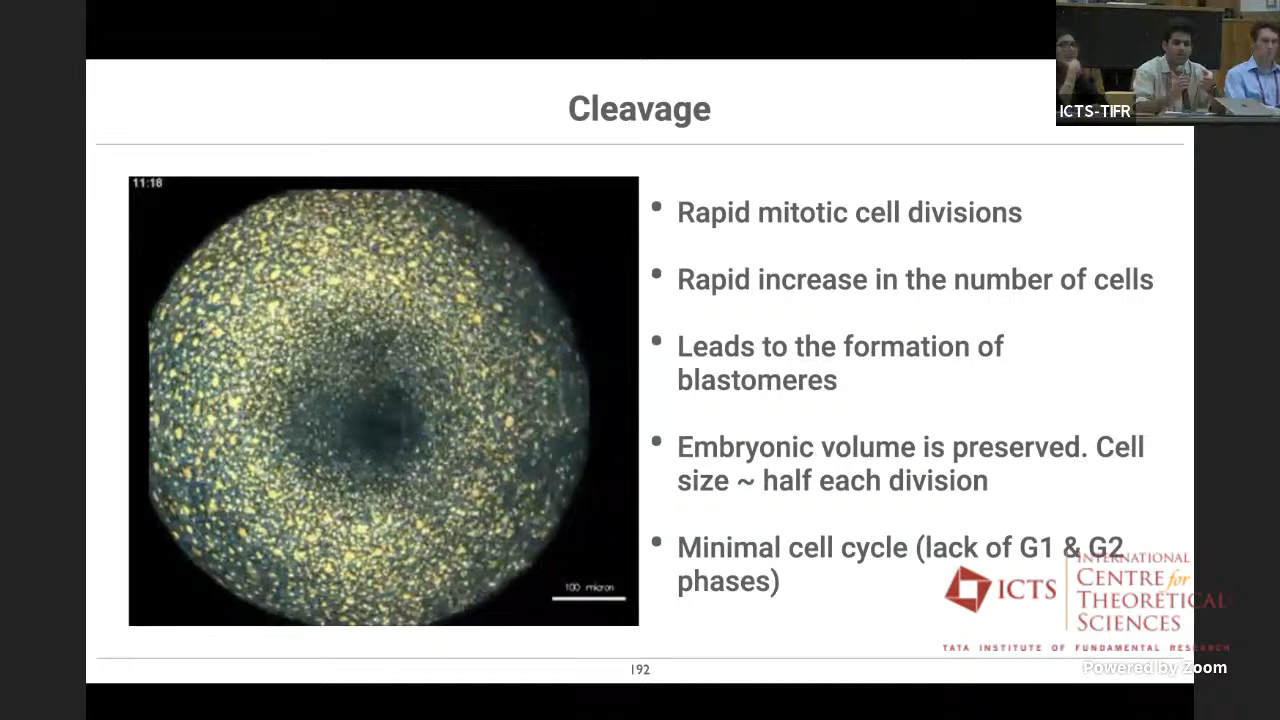 Cleavage
ICTS-TIFR
11:18
• Rapid mitotic cell divisions
• Rapid increase in the number of cells
• Leads to the formation of
blastomeres
• Embryonic volume is preserved. Cell
size ~ half each division
• Minimal cell cycle (lack of G1 & G2
phases)
100 micron
ICTS
INTERNATIONAL
CENTRE for
THEORETICAL
SCIENCES
TATA INSTITUTE OF FUNDAMENTAL RESEARCH
192
Powered by Zoom